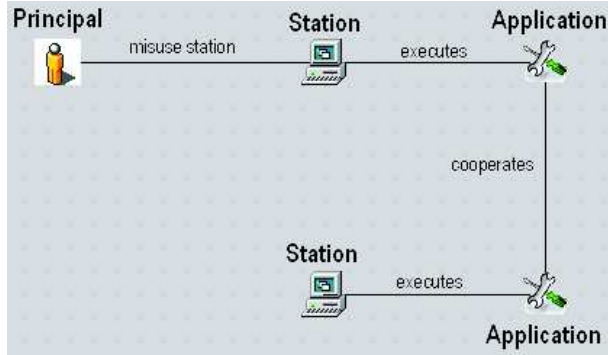 Principal
Station
Application
misuse station
executes
cooperates
Station
executes
Application